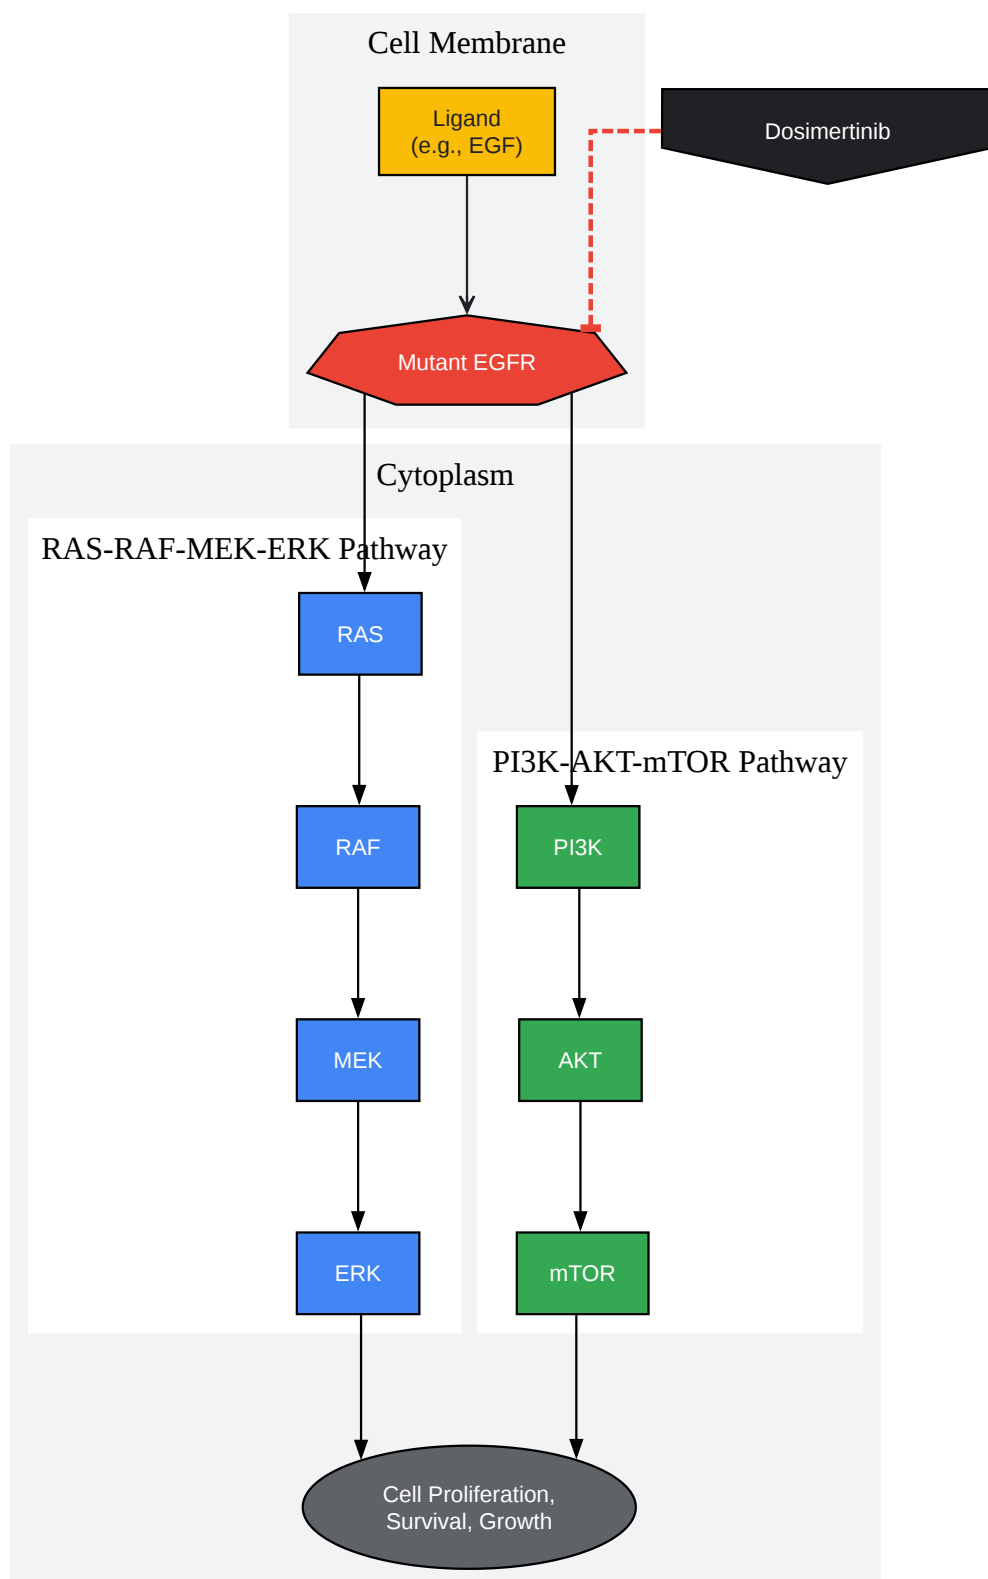 Cell Membrane
Ligand
(e.g., EGF)
Dosimertinib
Mutant EGFR
Cytoplasm
RAS-RAF-MEK-ERK Pathway
RAS
PI3K-AKT-mTOR Pathway
RAF
PI3K
MEK
AKT
ERK
mTOR
Cell Proliferation,
Survival, Growth